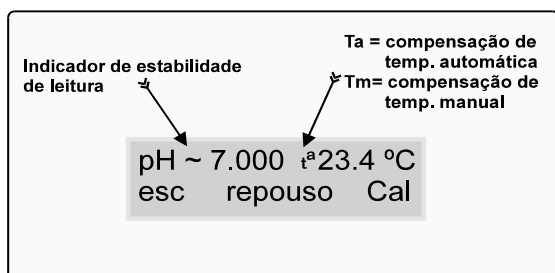 Indicador de estabilidade
de leitura
Ta = compensação de
temp. automática
Tm= compensação de
temp. manual
pH ~ 7.000 tª23.4 ºC
esc repouso Cal